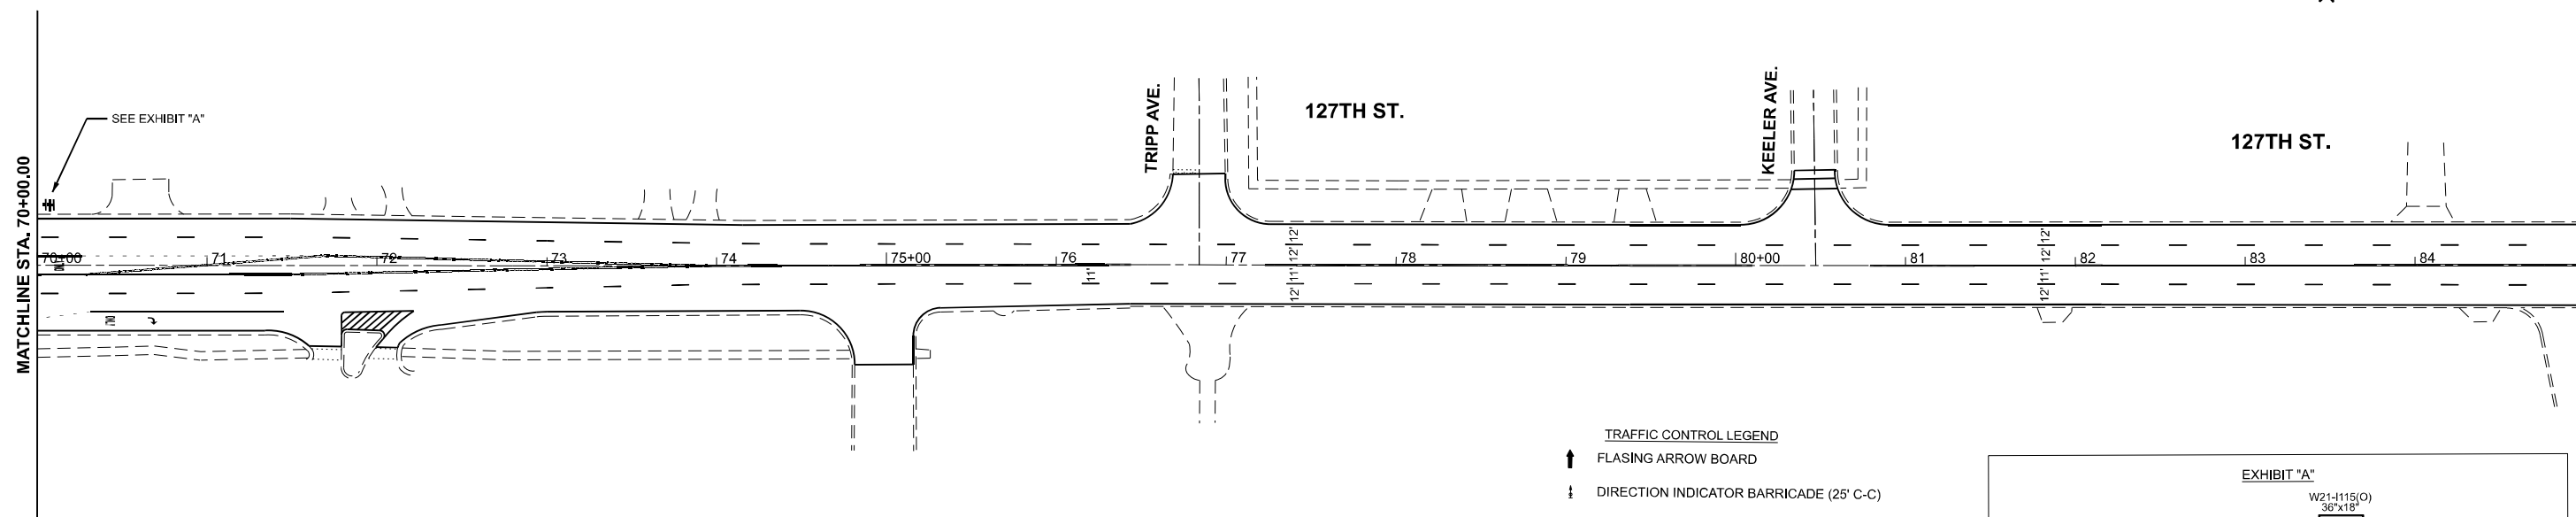 SEE EXHIBIT "A"
MATCHLINE STA. 70+00.00
TRIPP AVE.
127TH ST.
KEELER AVE.
127TH ST.
70+00 71 72 73 74 75+00 76 77 78 79 80+00 81 82 83 84
11'
12' 11' 12' 12'
12' 11' 12' 12'
TRAFFIC CONTROL LEGEND
FLASING ARROW BOARD
DIRECTION INDICATOR BARRICADE (25' C-C)
EXHIBIT "A"
W21-I115(O)
36"x18"